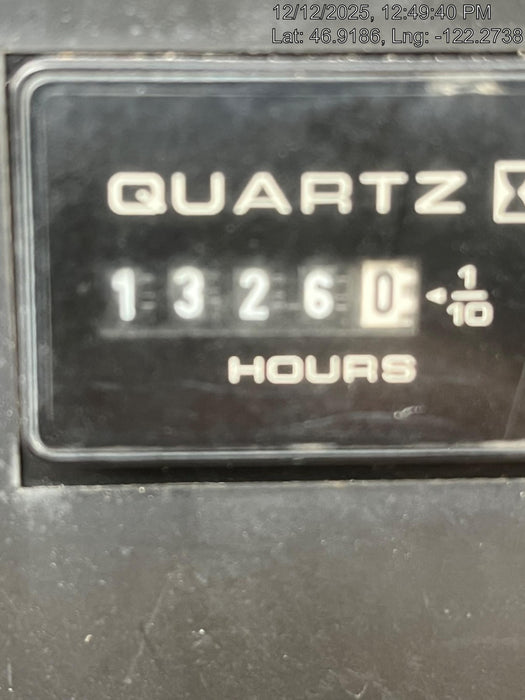 12/12/2025, 12:49:40 PM
Lat: 46.9186, Lng: -122.2738
QUARTZ
13260 1/10
HOURS